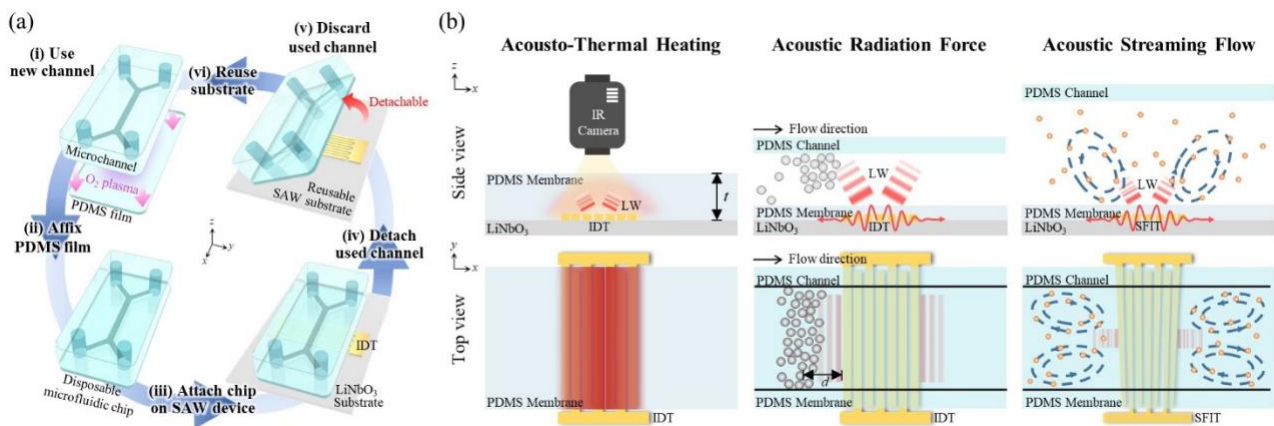 (a)
(i) Use
new channel
Microchannel
O₂ plasma
PDMS film
(ii) Affix
PDMS film
Disposable
microfluidic chip
(iii) Attach chip
on SAW device
IDT
LiNbO₃
Substrate
(iv) Detach
used channel
(v) Discard
used channel
Detachable
Reusable
SAW substrate
(vi) Reuse
substrate
z
y
x
(b)
Acousto-Thermal Heating
Acoustic Radiation Force
Acoustic Streaming Flow
Side view
z
x
IR
Camera
PDMS Membrane
LW
t
IDT
LiNbO₃
Flow direction
PDMS Channel
LW
PDMS Membrane
LiNbO₃
IDT
PDMS Channel
LW
PDMS Membrane
LiNbO₃
SFIT
Top view
y
x
PDMS Membrane
IDT
Flow direction
PDMS Channel
d
PDMS Membrane
IDT
PDMS Channel
PDMS Membrane
SFIT